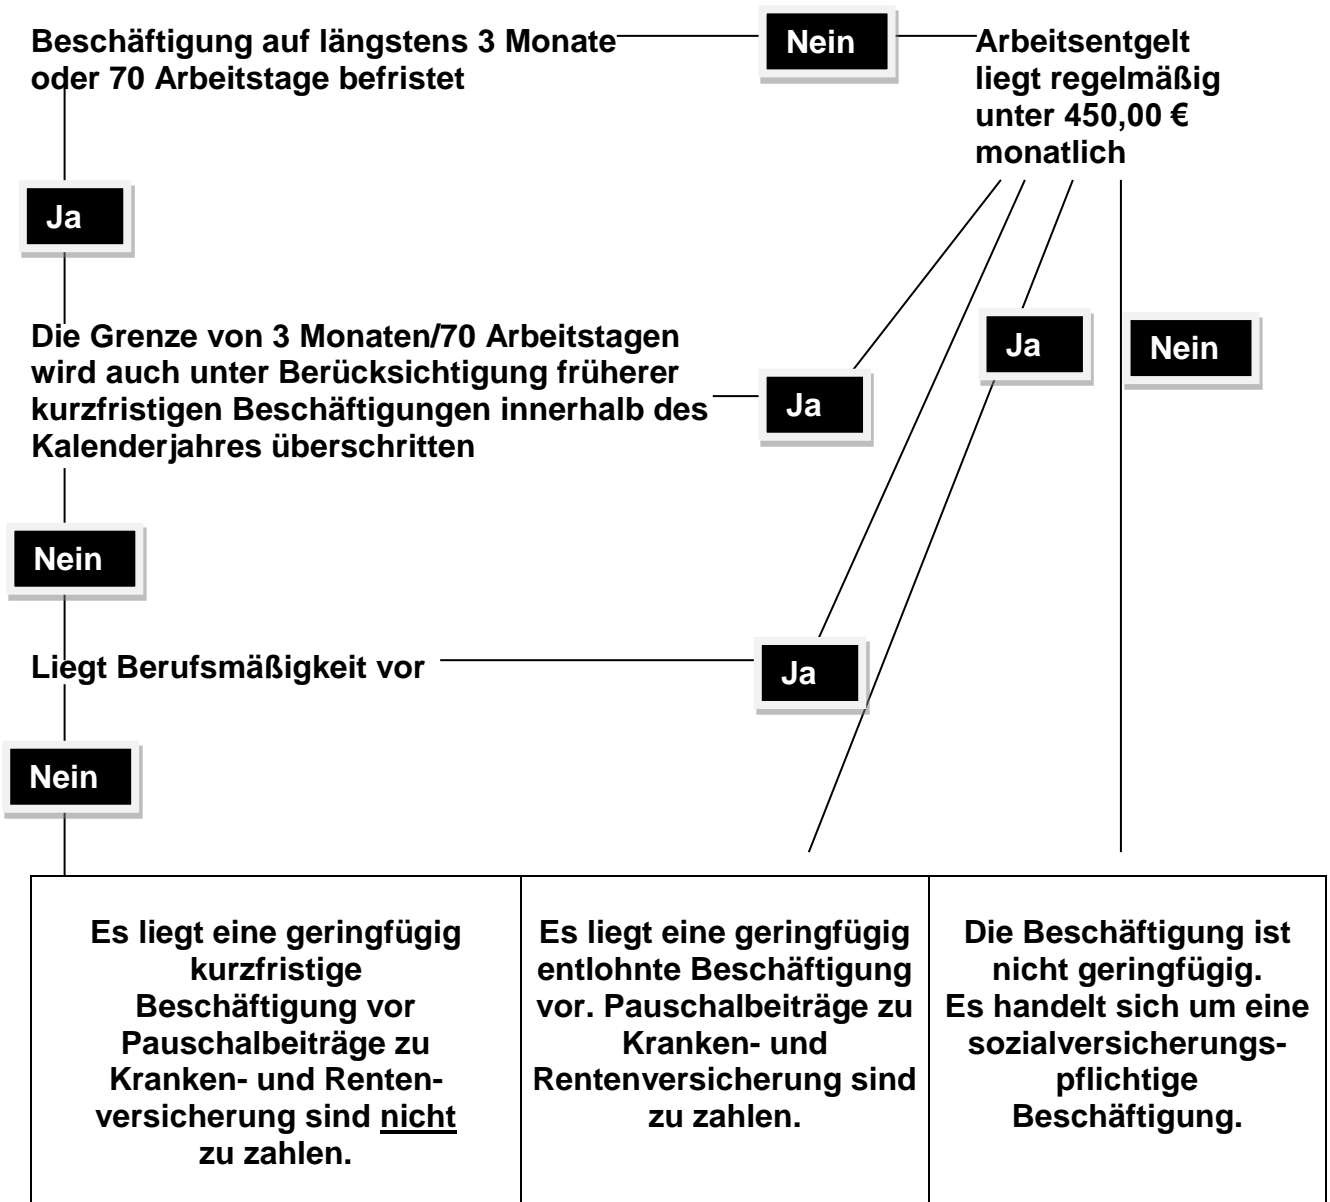 Beschäftigung auf längstens 3 Monate
oder 70 Arbeitstage befristet
Nein
Arbeitsentgelt
liegt regelmäßig
unter 450,00 €
monatlich
Ja
Die Grenze von 3 Monaten/70 Arbeitstagen
wird auch unter Berücksichtigung früherer
kurzfristigen Beschäftigungen innerhalb des
Kalenderjahres überschritten
Ja
Ja
Nein
Nein
Liegt Berufsmäßigkeit vor
Ja
Nein
Es liegt eine geringfügig
kurzfristige
Beschäftigung vor
Pauschalbeiträge zu
Kranken- und Renten-
versicherung sind nicht
zu zahlen.
Es liegt eine geringfügig
entlohnte Beschäftigung
vor. Pauschalbeiträge zu
Kranken- und
Rentenversicherung sind
zu zahlen.
Die Beschäftigung ist
nicht geringfügig.
Es handelt sich um eine
sozialversicherungs-
pflichtige
Beschäftigung.